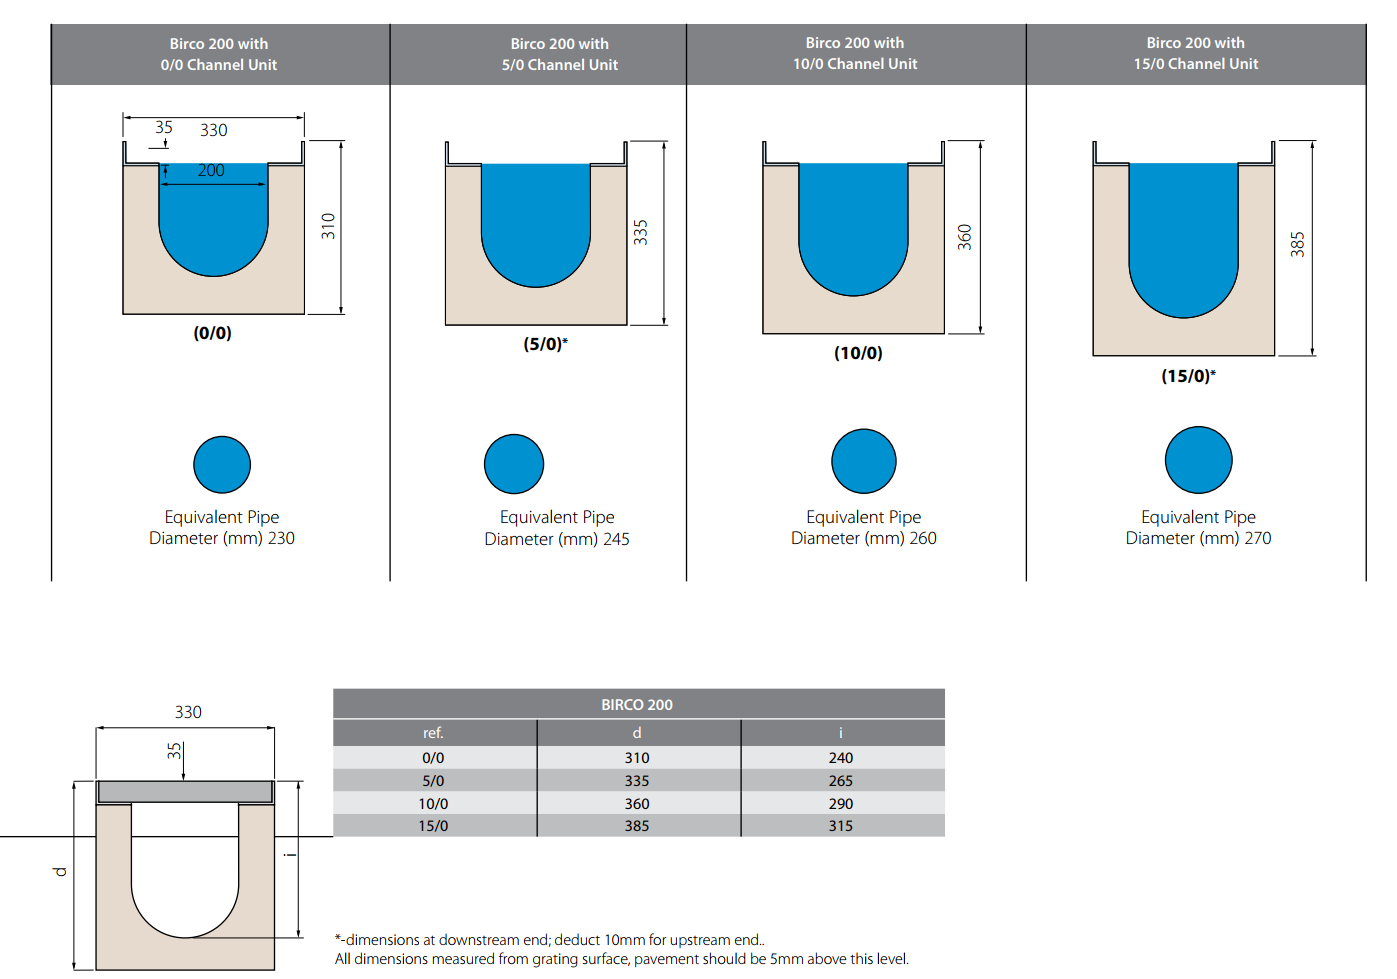 Birco 200 with
0/0 Channel Unit
Birco 200 with
5/0 Channel Unit
Birco 200 with
10/0 Channel Unit
Birco 200 with
15/0 Channel Unit
35
330
200
310
335
360
385
(0/0)
(5/0)*
(10/0)
(15/0)*
Equivalent Pipe
Diameter (mm) 230
Equivalent Pipe
Diameter (mm) 245
Equivalent Pipe
Diameter (mm) 260
Equivalent Pipe
Diameter (mm) 270
330
35
d
i
BIRCO 200
ref. d i
0/0 310 240
5/0 335 265
10/0 360 290
15/0 385 315
*-dimensions at downstream end; deduct 10mm for upstream end..
All dimensions measured from grating surface, pavement should be 5mm above this level.